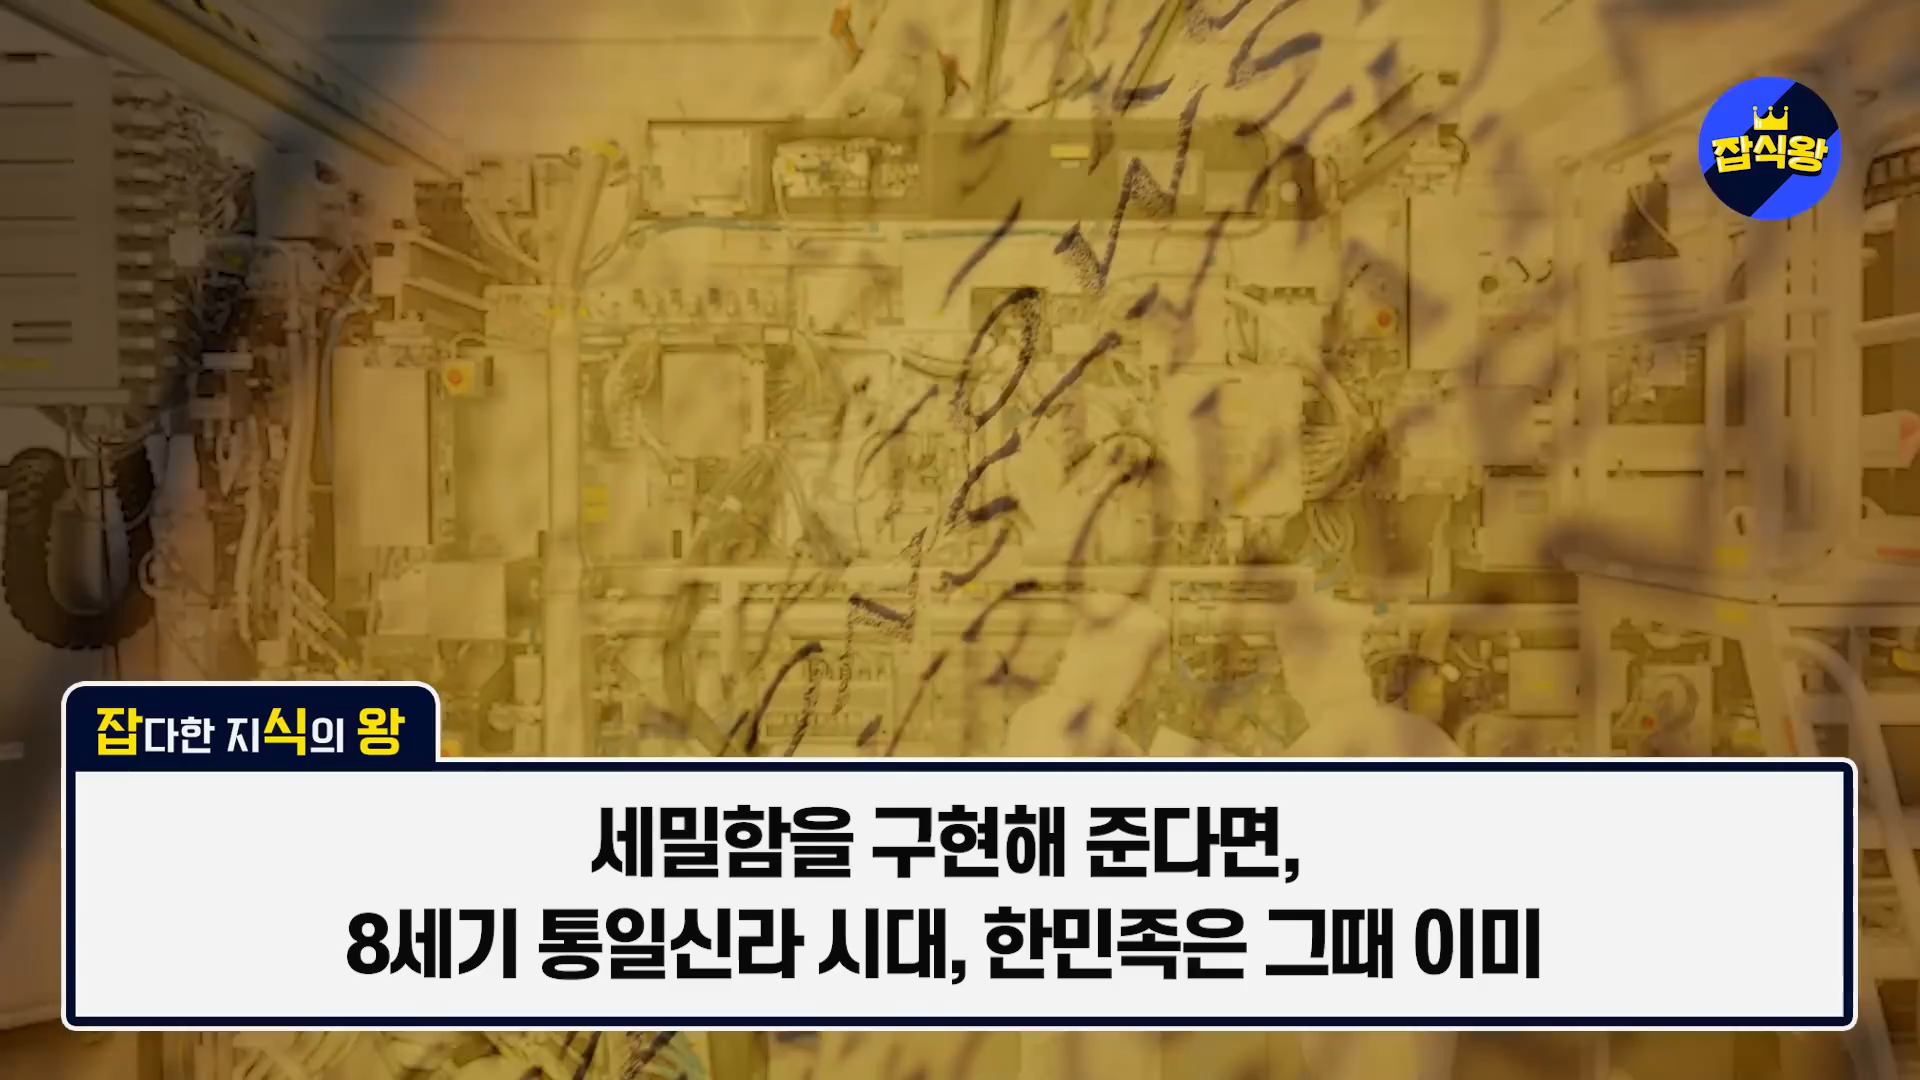 잡식왕
잡다한 지식의 왕
세밀함을 구현해 준다면,
8세기 통일신라 시대, 한민족은 그때 이미